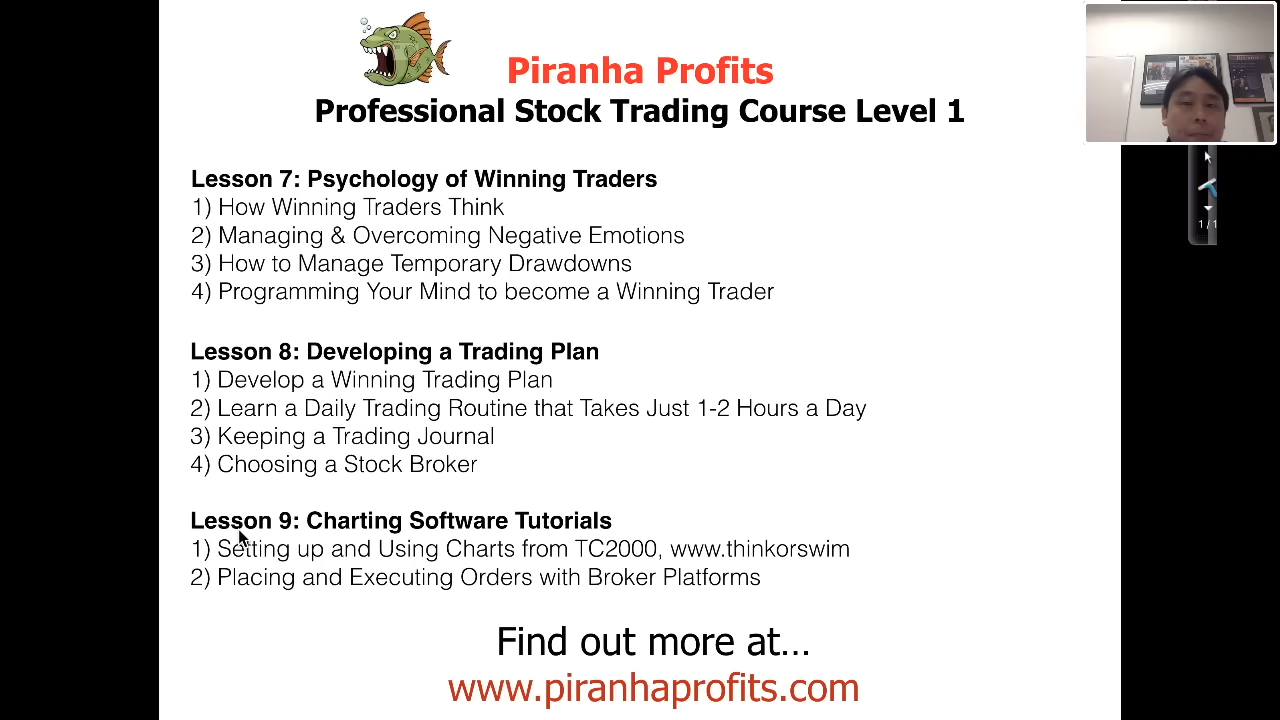 Piranha Profits
Professional Stock Trading Course Level 1
Lesson 7: Psychology of Winning Traders
1) How Winning Traders Think
2) Managing & Overcoming Negative Emotions
3) How to Manage Temporary Drawdowns
4) Programming Your Mind to become a Winning Trader
Lesson 8: Developing a Trading Plan
1) Develop a Winning Trading Plan
2) Learn a Daily Trading Routine that Takes Just 1-2 Hours a Day
3) Keeping a Trading Journal
4) Choosing a Stock Broker
Lesson 9: Charting Software Tutorials
1) Setting up and Using Charts from TC2000, www.thinkorswim
2) Placing and Executing Orders with Broker Platforms
Find out more at...
www.piranhaprofits.com
1 / 1